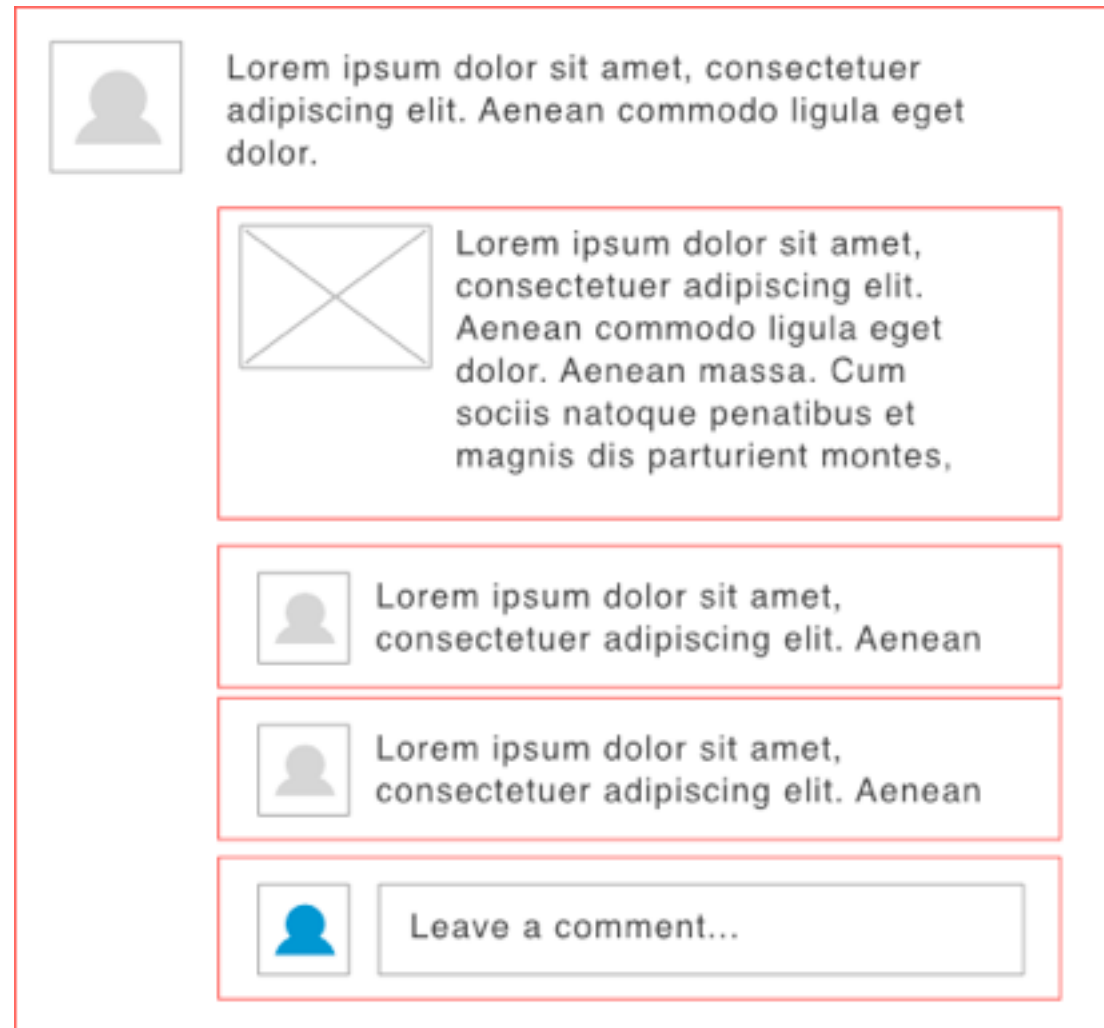 Lorem ipsum dolor sit amet, consectetuer
adipiscing elit. Aenean commodo ligula eget
dolor.
Lorem ipsum dolor sit amet,
consectetuer adipiscing elit.
Aenean commodo ligula eget
dolor. Aenean massa. Cum
sociis natoque penatibus et
magnis dis parturient montes,
Lorem ipsum dolor sit amet,
consectetuer adipiscing elit. Aenean
Lorem ipsum dolor sit amet,
consectetuer adipiscing elit. Aenean
Leave a comment...